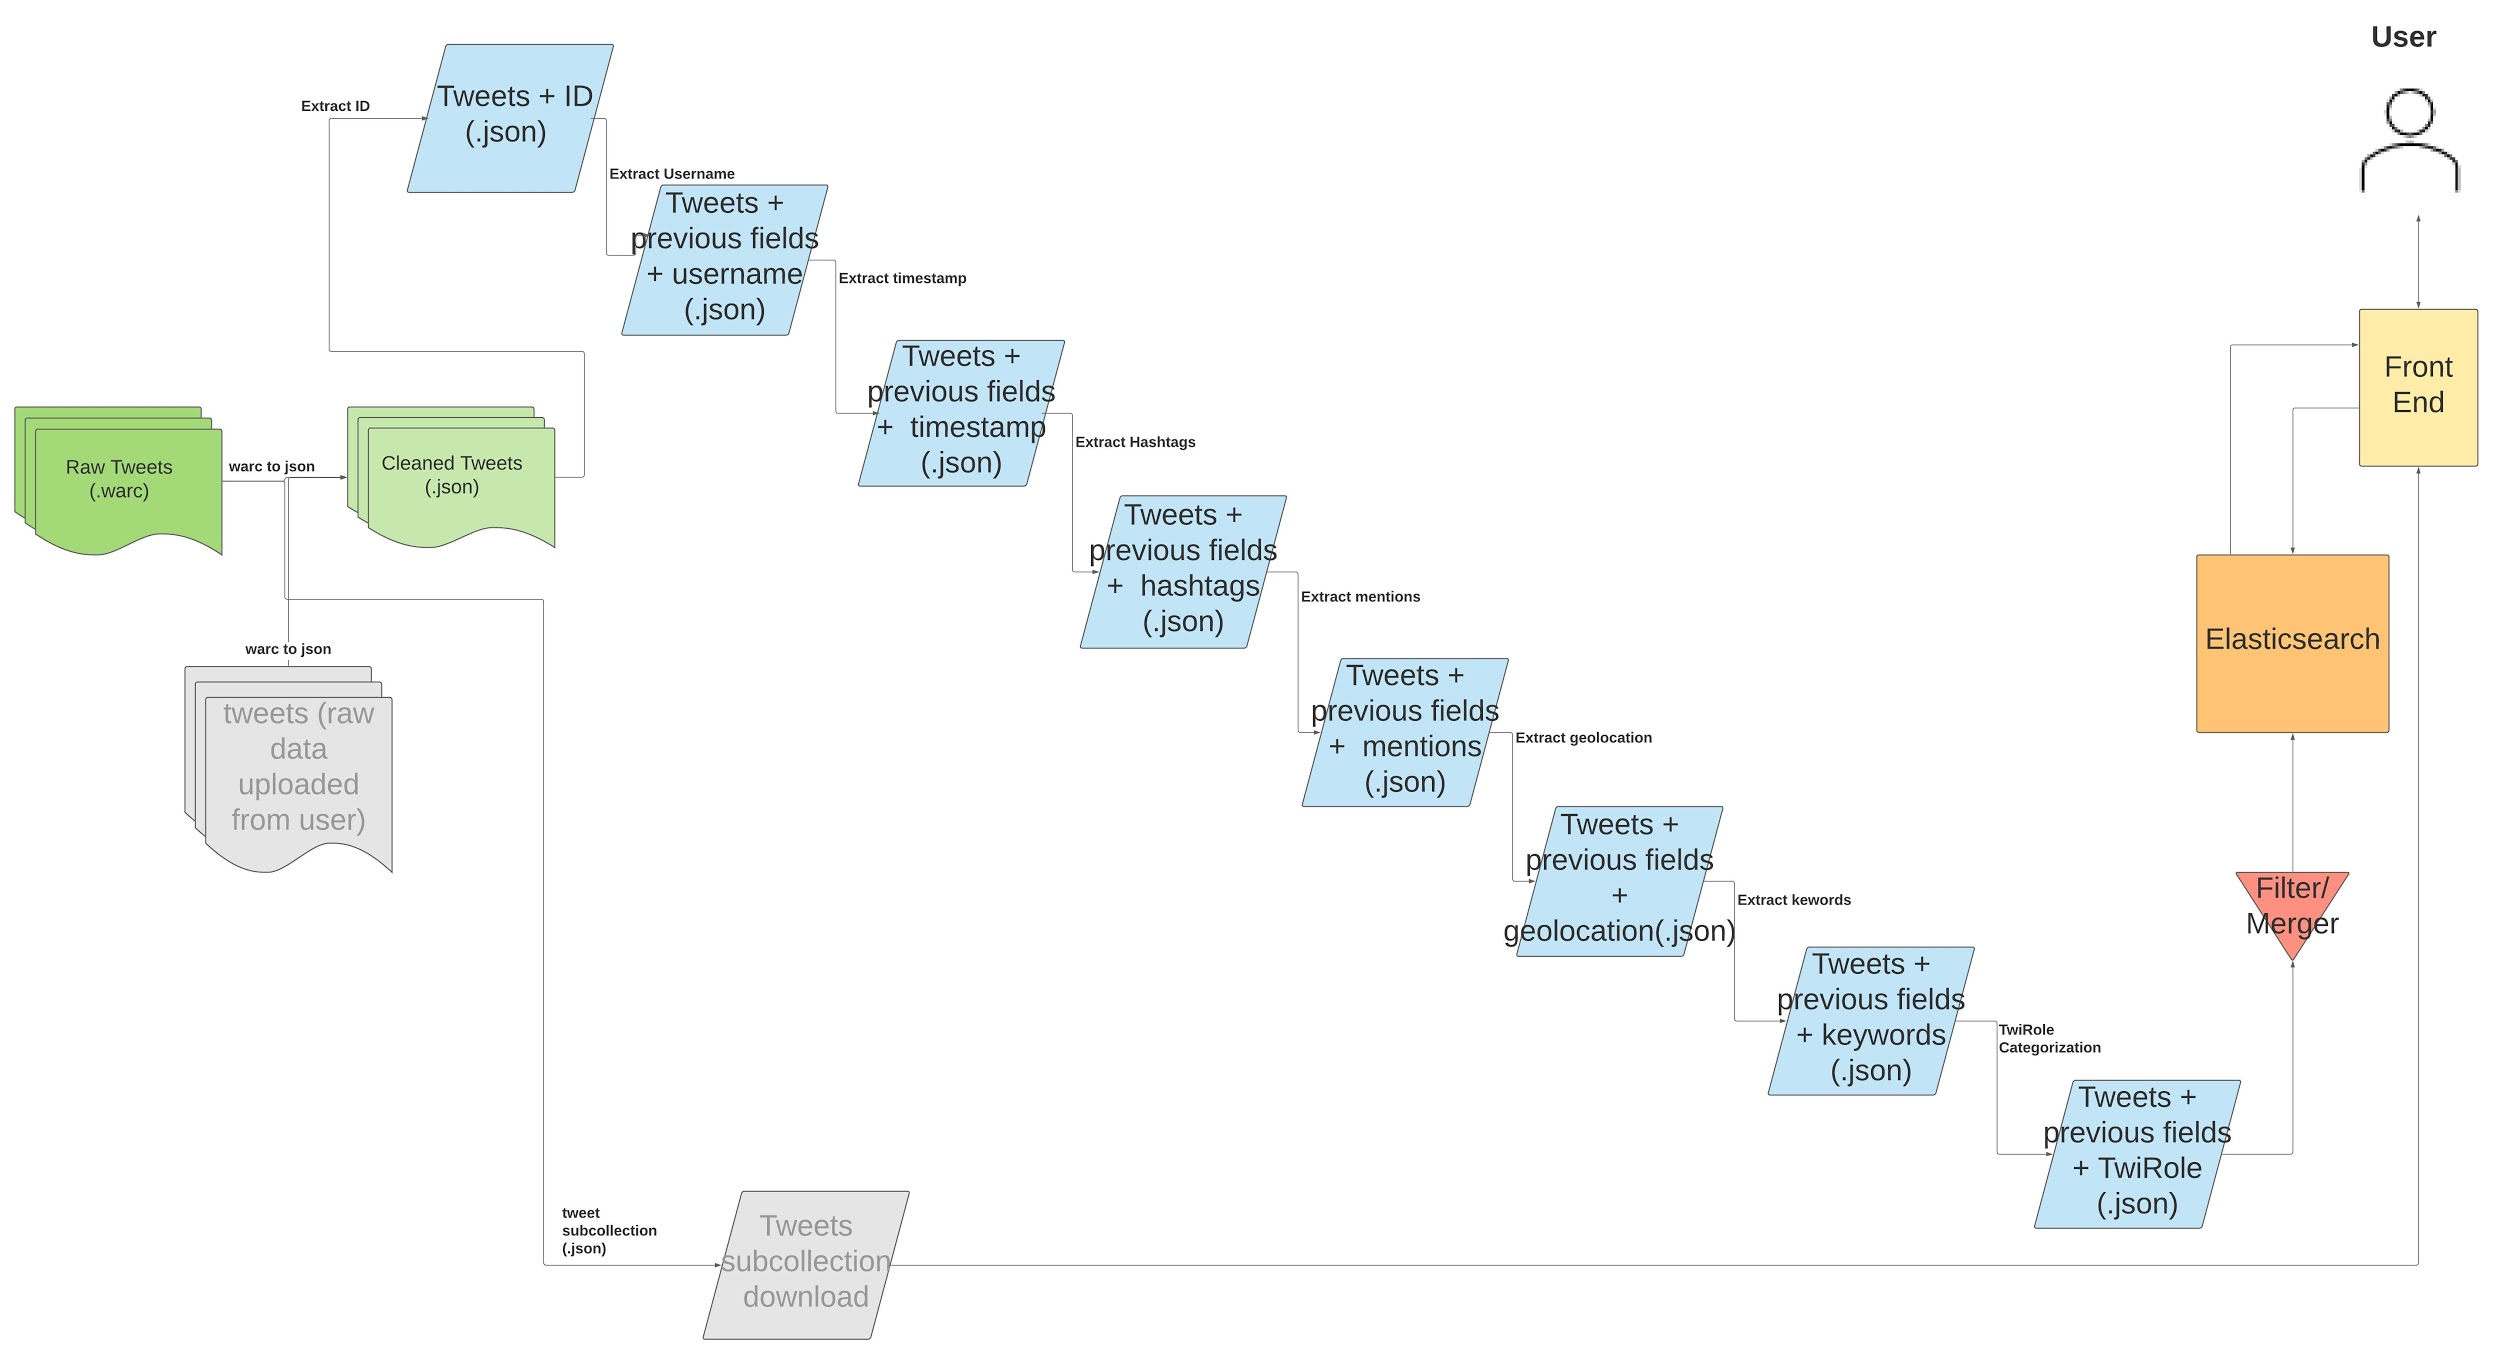 User
Extract ID
Tweets + ID
(.json)
Extract Username
Tweets +
previous fields
+ username
(.json)
Extract timestamp
Tweets +
previous fields
+  timestamp
(.json)
Front
End
Raw Tweets
(.warc)
warc to json
Cleaned Tweets
(.json)
Extract Hashtags
Tweets +
previous fields
+  hashtags
(.json)
Extract mentions
Elasticsearch
warc to json
tweets (raw
data
uploaded
from user)
Tweets +
previous fields
+  mentions
(.json)
Extract geolocation
Tweets +
previous fields
+
geolocation(.json)
Extract kewords
Filter/
Merger
Tweets +
previous fields
+ keywords
(.json)
TwiRole
Categorization
Tweets +
previous fields
+ TwiRole
(.json)
tweet
subcollection
(.json)
Tweets
subcollection
download